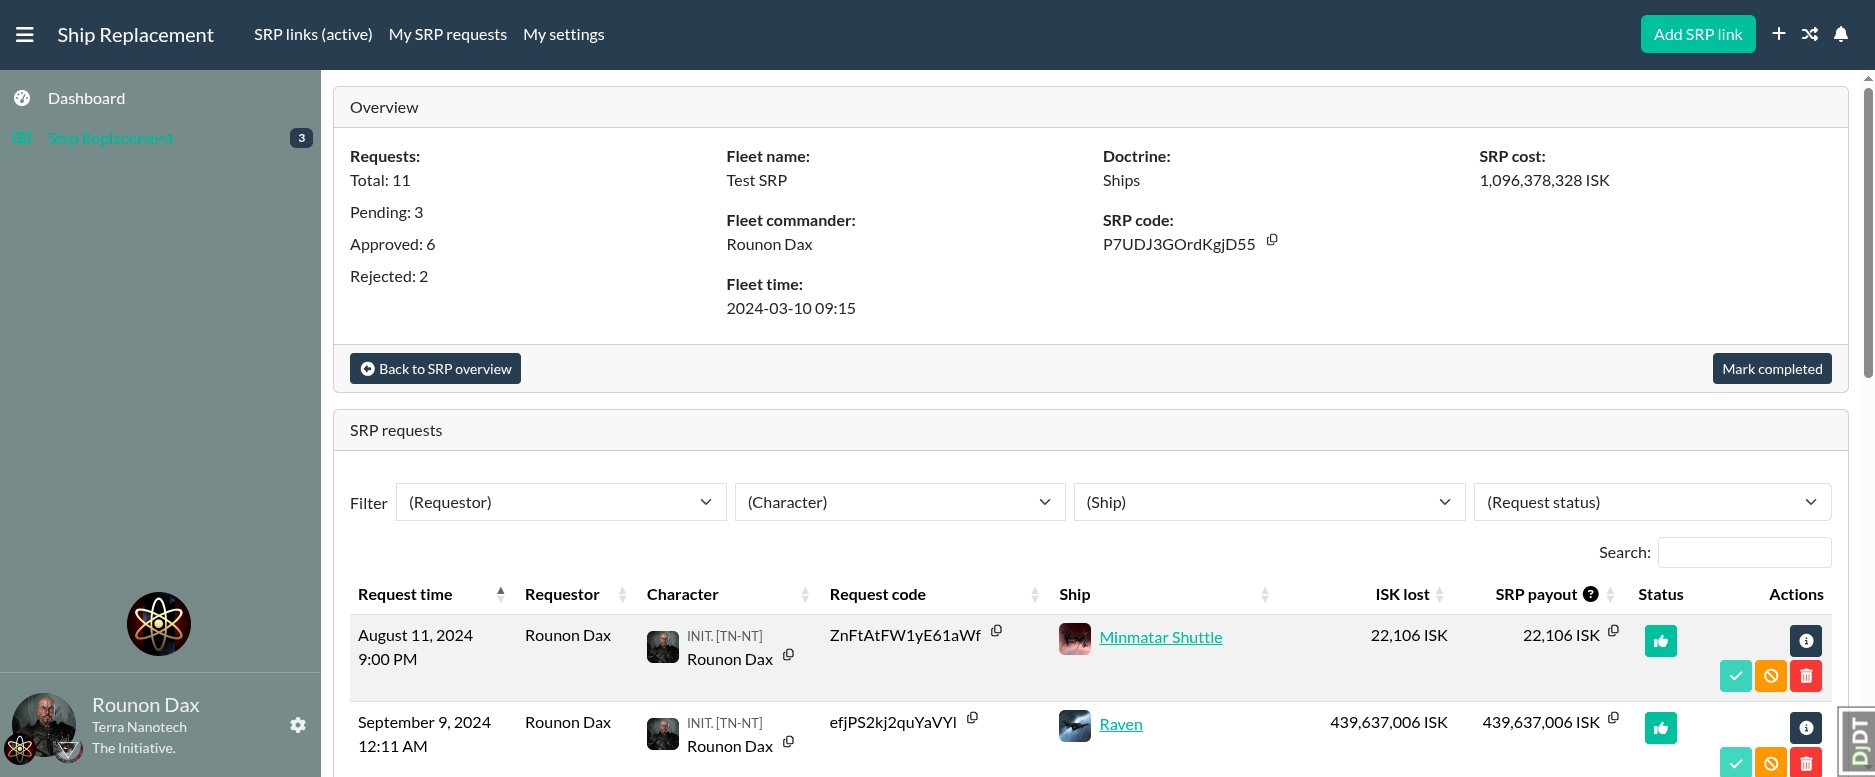 Ship Replacement
SRP links (active)
My SRP requests
My settings
Add SRP link
Dashboard
Ship Replacement 3
Overview
Requests:
Total: 11
Pending: 3
Approved: 6
Rejected: 2
Fleet name:
Test SRP
Fleet commander:
Rounon Dax
Fleet time:
2024-03-10 09:15
Doctrine:
Ships
SRP code:
P7UDJ3GOrdKgjD55
SRP cost:
1,096,378,328 ISK
Back to SRP overview
Mark completed
SRP requests
Filter (Requestor) (Character) (Ship) (Request status)
Search:
Request time Requestor Character Request code Ship ISK lost SRP payout ? Status Actions
August 11, 2024
9:00 PM
Rounon Dax
INIT. [TN-NT]
Rounon Dax
ZnFtAtFW1yE61aWf
Minmatar Shuttle
22,106 ISK
22,106 ISK
September 9, 2024
12:11 AM
Rounon Dax
INIT. [TN-NT]
Rounon Dax
efjPS2kj2quYaVYl
Raven
439,637,006 ISK
439,637,006 ISK
Rounon Dax
Terra Nanotech
The Initiative.
DjDT